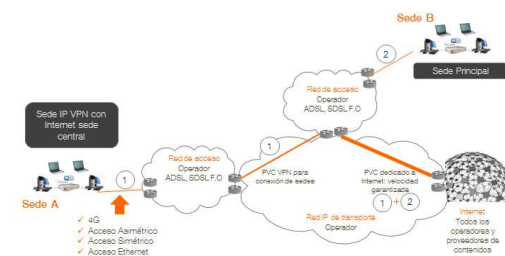 Sede B
2
Sede Principal
Red de acceso
Operador
ADSL, SDSL F.O
Sede IP VPN con
Internet sede
central
1
Red de acceso
Operador
ADSL, SDSL F.O
1
PVC VPN para
conexión de sedes
PVC dedicado a
Internet: velocidad
garantizada
1 + 2
Sede A
4G
Acceso Asimétrico
Acceso Simétrico
Acceso Ethernet
Red IP de transporte
Operador
Internet
Todos los
operadores y
proveedores de
contenidos